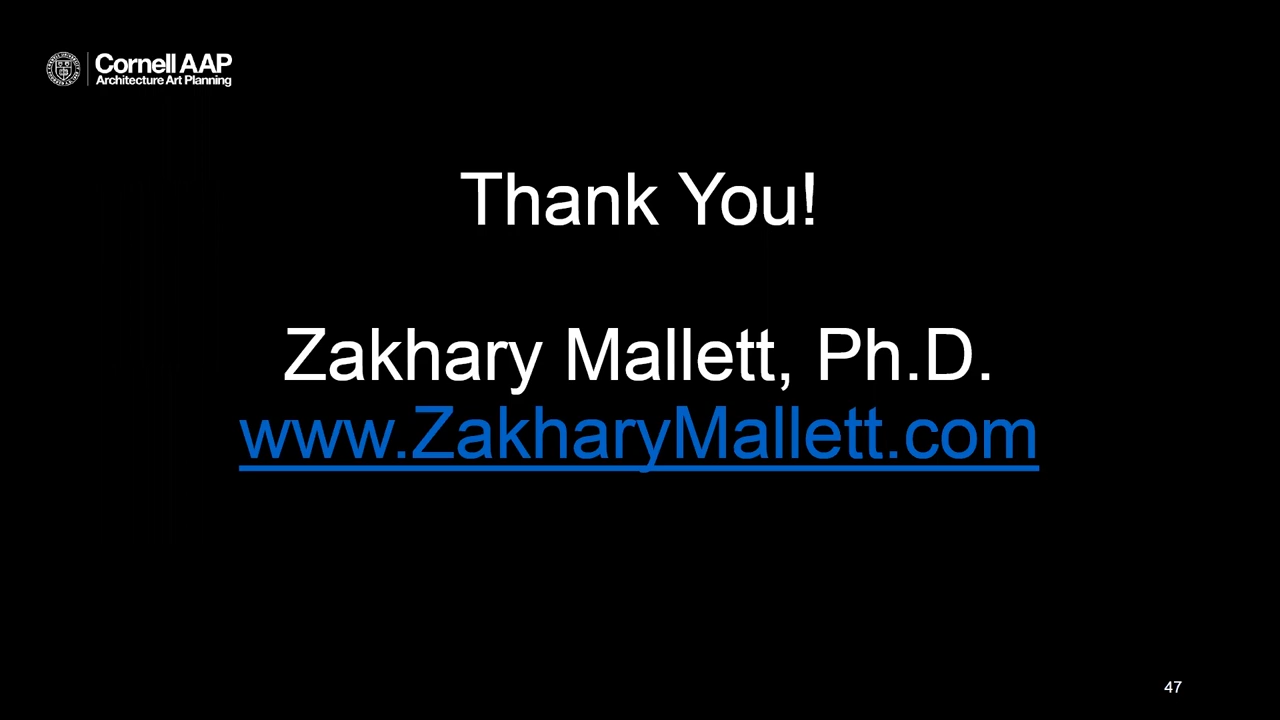 Cornell AAP
Architecture Art Planning
Thank You!
Zakhary Mallett, Ph.D.
www.ZakharyMallett.com
47